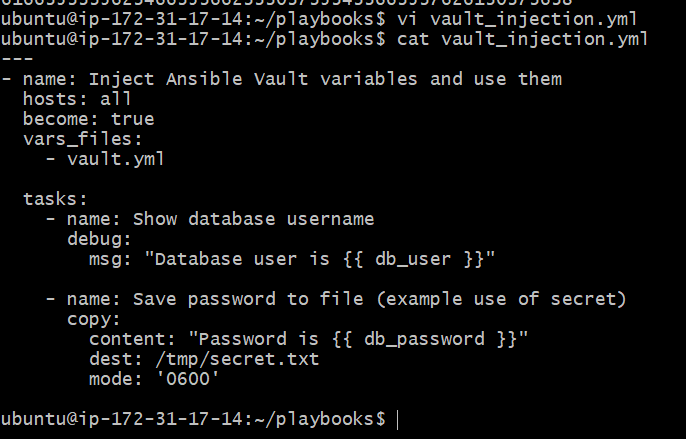 ubuntu@ip-172-31-17-14:~/playbooks$ vi vault_injection.yml
ubuntu@ip-172-31-17-14:~/playbooks$ cat vault_injection.yml
---
- name: Inject Ansible Vault variables and use them
  hosts: all
  become: true
  vars_files:
    - vault.yml

  tasks:
    - name: Show database username
      debug:
        msg: "Database user is {{ db_user }}"

    - name: Save password to file (example use of secret)
      copy:
        content: "Password is {{ db_password }}"
        dest: /tmp/secret.txt
        mode: '0600'

ubuntu@ip-172-31-17-14:~/playbooks$